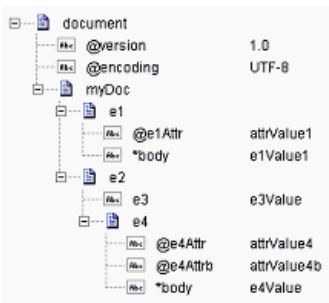 document
@version 1.0
@encoding UTF-8
myDoc
e1
@e1Attr attrValue1
*body e1Value1
e2
e3 e3Value
e4
@e4Attr attrValue4
@e4Attrb attrValue4b
*body e4Value